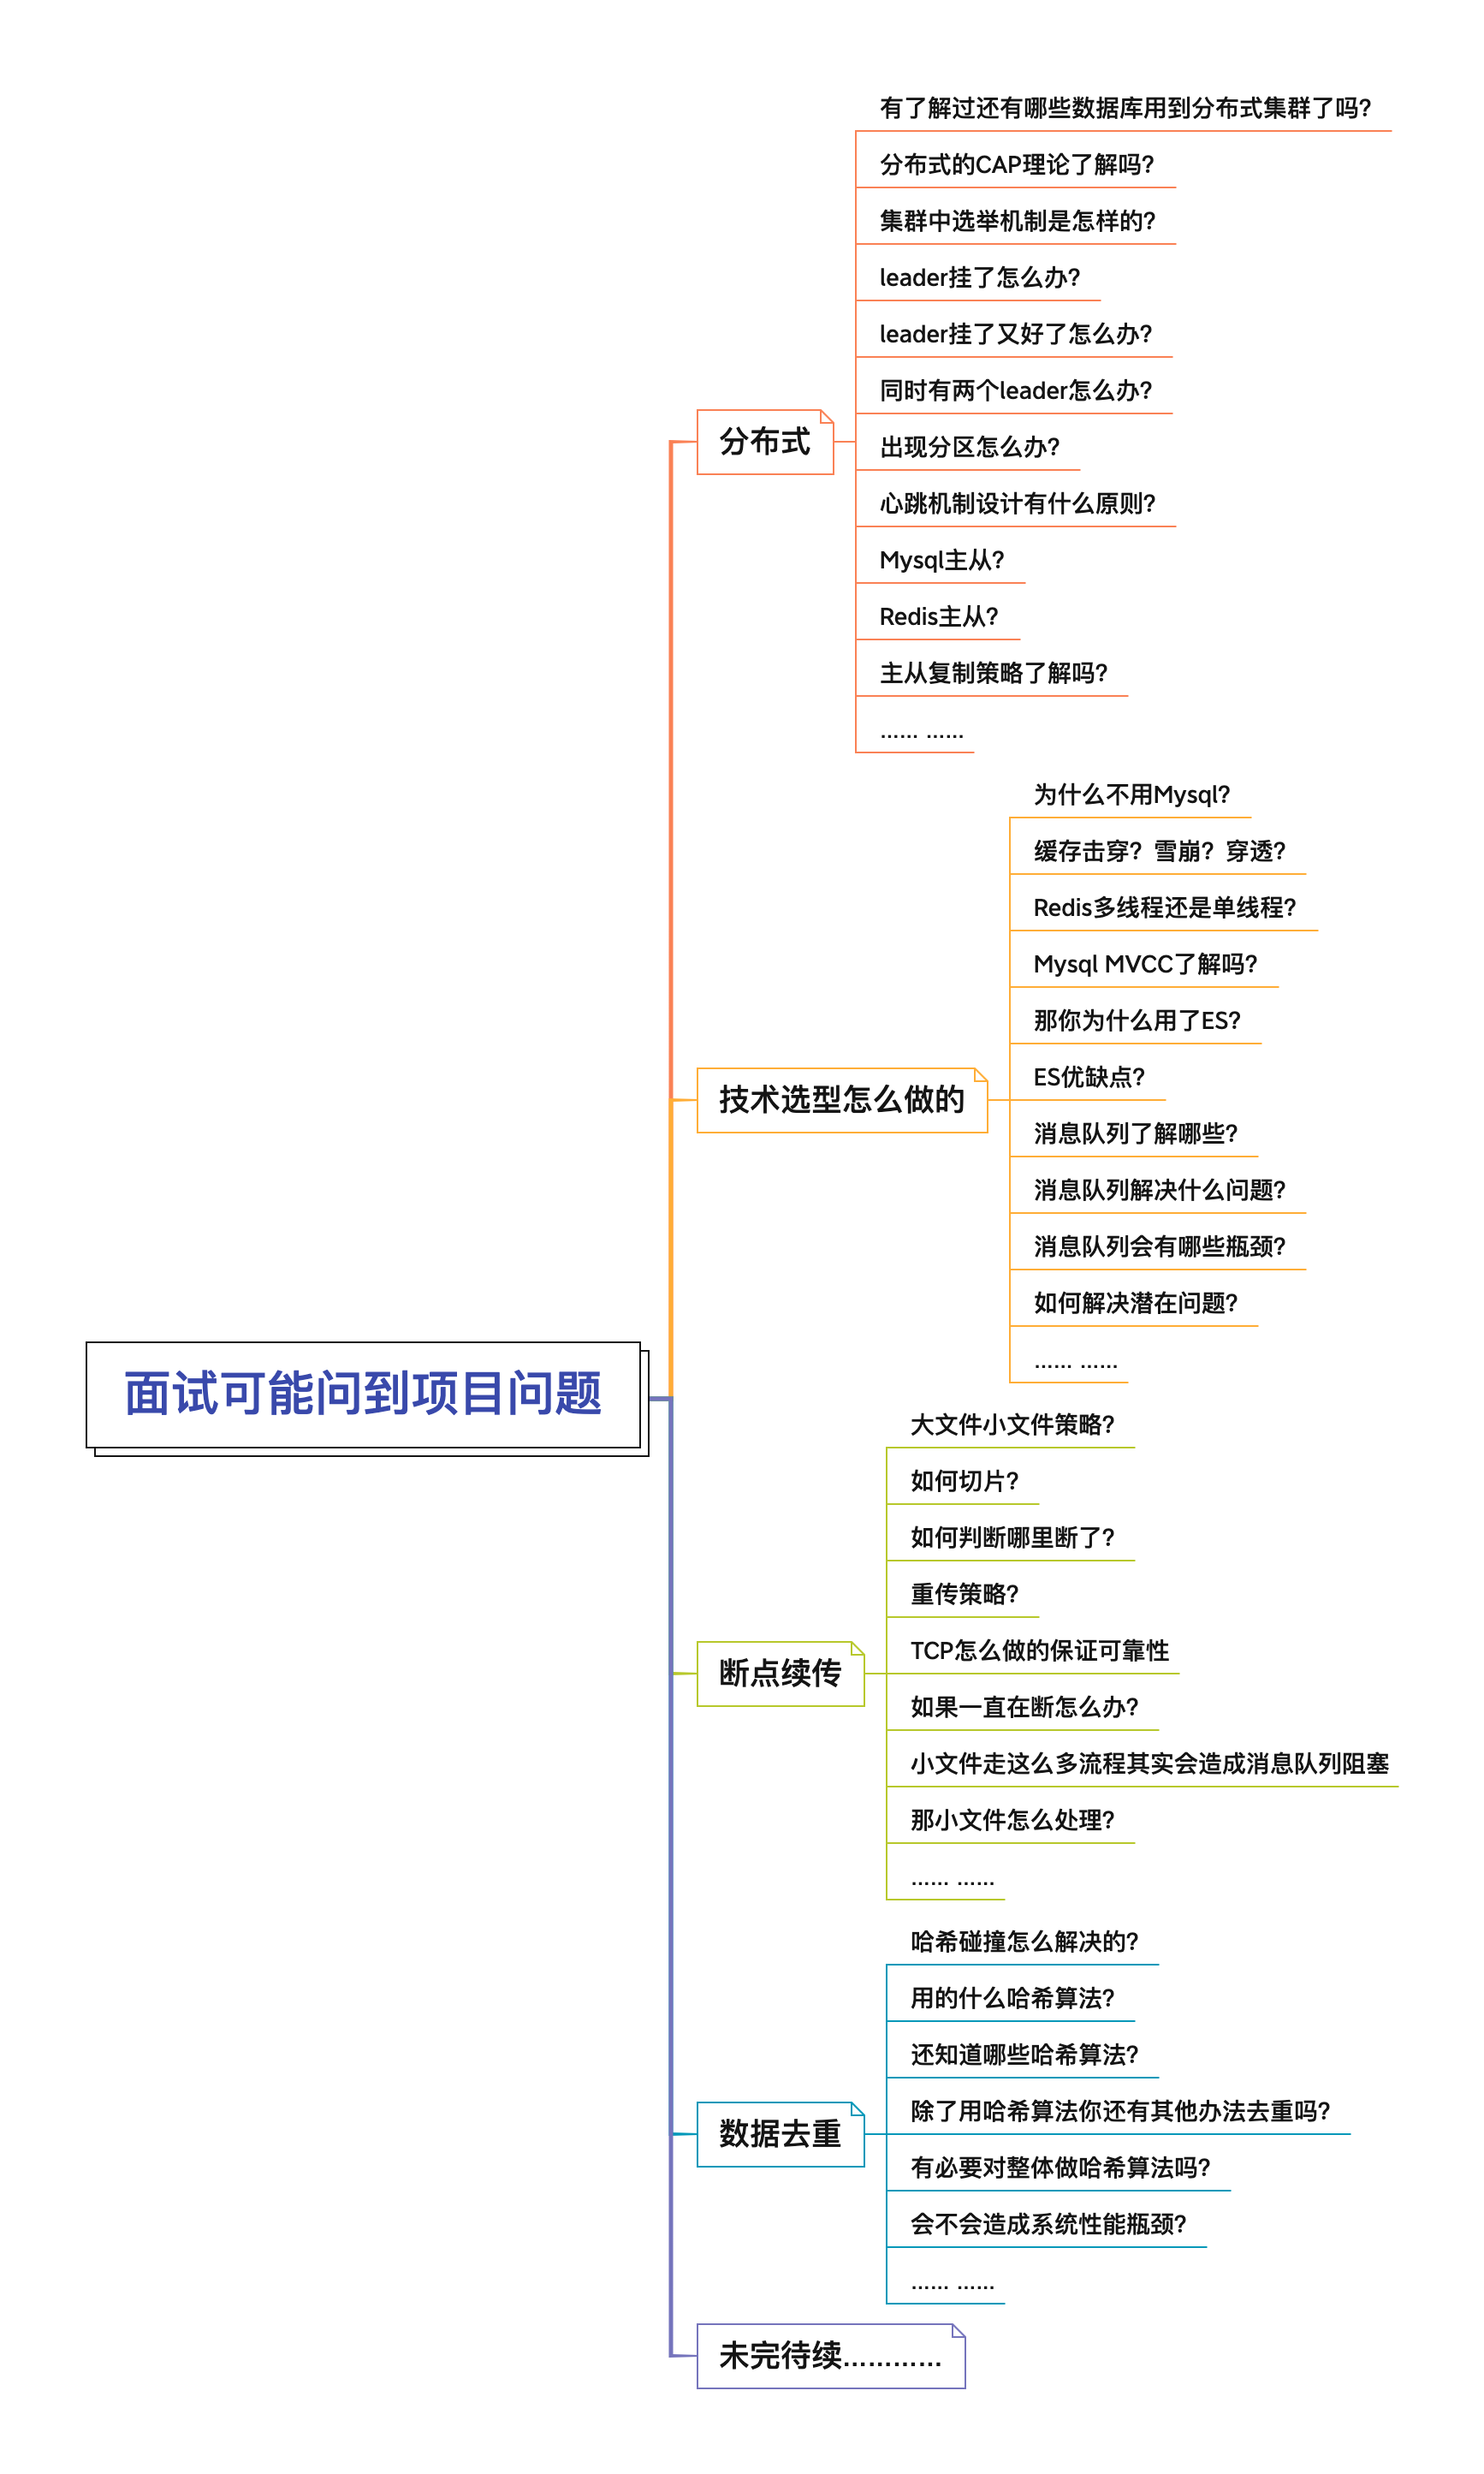 面试可能问到项目问题
分布式
有了解过还有哪些数据库用到分布式集群了吗?
分布式的CAP理论了解吗?
集群中选举机制是怎样的?
leader挂了怎么办?
leader挂了又好了怎么办?
同时有两个leader怎么办?
出现分区怎么办?
心跳机制设计有什么原则?
Mysql主从?
Redis主从?
主从复制策略了解吗?
…… ……
技术选型怎么做的
为什么不用Mysql?
缓存击穿？雪崩？穿透?
Redis多线程还是单线程?
Mysql MVCC了解吗?
那你为什么用了ES?
ES优缺点?
消息队列了解哪些?
消息队列解决什么问题?
消息队列会有哪些瓶颈?
如何解决潜在问题?
…… ……
断点续传
大文件小文件策略?
如何切片?
如何判断哪里断了?
重传策略?
TCP怎么做的保证可靠性
如果一直在断怎么办?
小文件走这么多流程其实会造成消息队列阻塞
那小文件怎么处理?
…… ……
数据去重
哈希碰撞怎么解决的?
用的什么哈希算法?
还知道哪些哈希算法?
除了用哈希算法你还有其他办法去重吗?
有必要对整体做哈希算法吗?
会不会造成系统性能瓶颈?
…… ……
未完待续…………